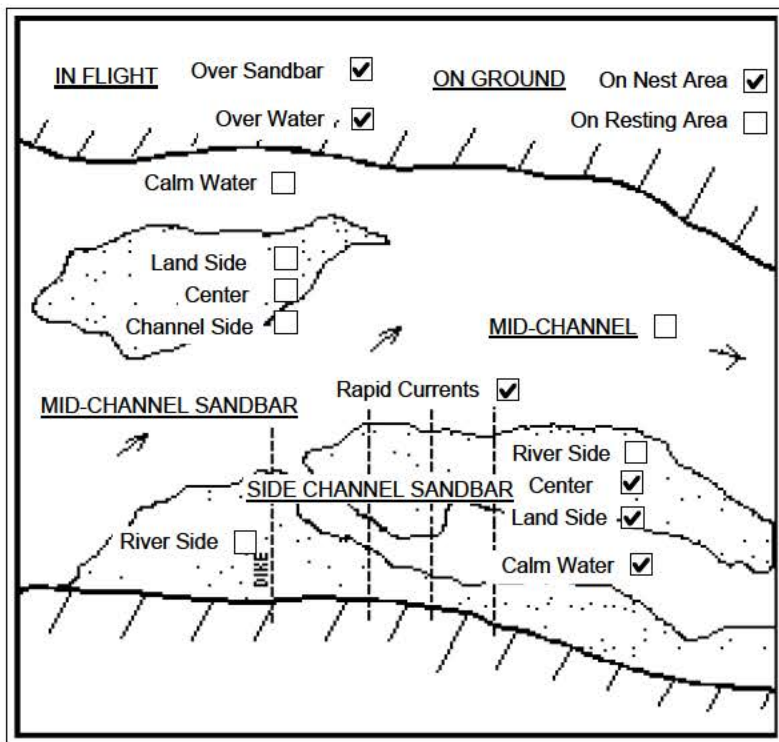 IN FLIGHT Over Sandbar ON GROUND On Nest Area
Over Water On Resting Area
Calm Water
Land Side
Center
Channel Side MID-CHANNEL
Rapid Currents
MID-CHANNEL SANDBAR
River Side
SIDE CHANNEL SANDBAR Center
Land Side
River Side
Calm Water
DIKE